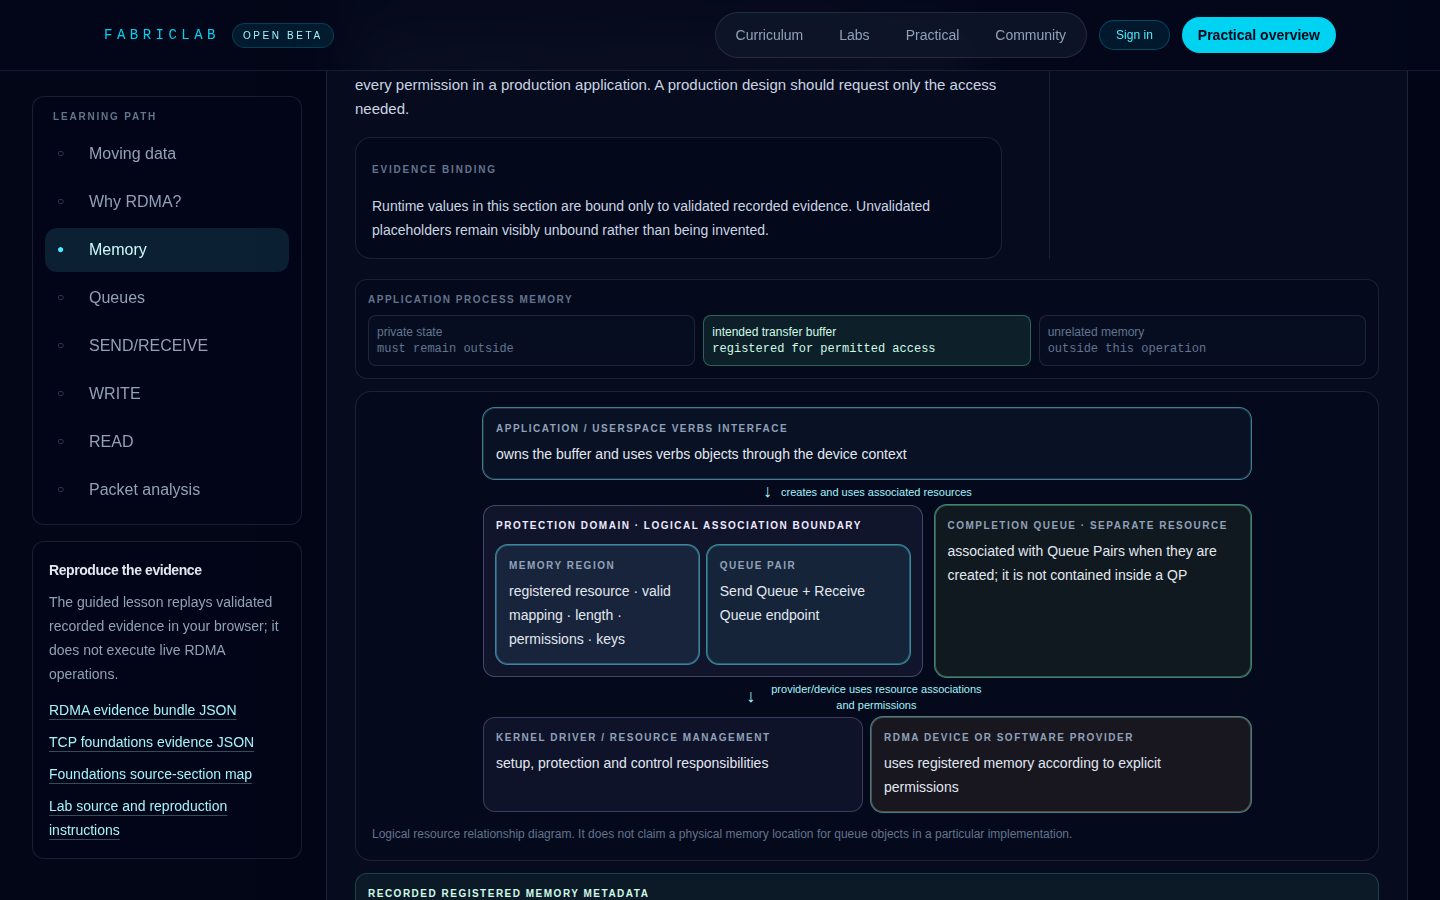 FABRICLAB
OPEN BETA
Curriculum
Labs
Practical
Community
Sign in
Practical overview
LEARNING PATH
Moving data
Why RDMA?
Memory
Queues
SEND/RECEIVE
WRITE
READ
Packet analysis
Reproduce the evidence
The guided lesson replays validated
recorded evidence in your browser; it
does not execute live RDMA
operations.
RDMA evidence bundle JSON
TCP foundations evidence JSON
Foundations source-section map
Lab source and reproduction
instructions
every permission in a production application. A production design should request only the access
needed.
EVIDENCE BINDING
Runtime values in this section are bound only to validated recorded evidence. Unvalidated
placeholders remain visibly unbound rather than being invented.
APPLICATION PROCESS MEMORY
private state
must remain outside
intended transfer buffer
registered for permitted access
unrelated memory
outside this operation
APPLICATION / USERSPACE VERBS INTERFACE
owns the buffer and uses verbs objects through the device context
↓ creates and uses associated resources
PROTECTION DOMAIN · LOGICAL ASSOCIATION BOUNDARY
MEMORY REGION
registered resource · valid
mapping · length ·
permissions · keys
QUEUE PAIR
Send Queue + Receive
Queue endpoint
COMPLETION QUEUE · SEPARATE RESOURCE
associated with Queue Pairs when they are
created; it is not contained inside a QP
↓ provider/device uses resource associations
and permissions
KERNEL DRIVER / RESOURCE MANAGEMENT
setup, protection and control responsibilities
RDMA DEVICE OR SOFTWARE PROVIDER
uses registered memory according to explicit
permissions
Logical resource relationship diagram. It does not claim a physical memory location for queue objects in a particular implementation.
RECORDED REGISTERED MEMORY METADATA